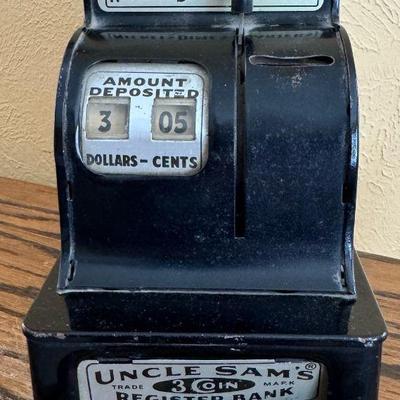 AMOUNT
DEPOSITED
3 05
DOLLARS-CENTS
UNCLE SAM'S®
TRADE 3 COIN MARK
REGISTER BANK